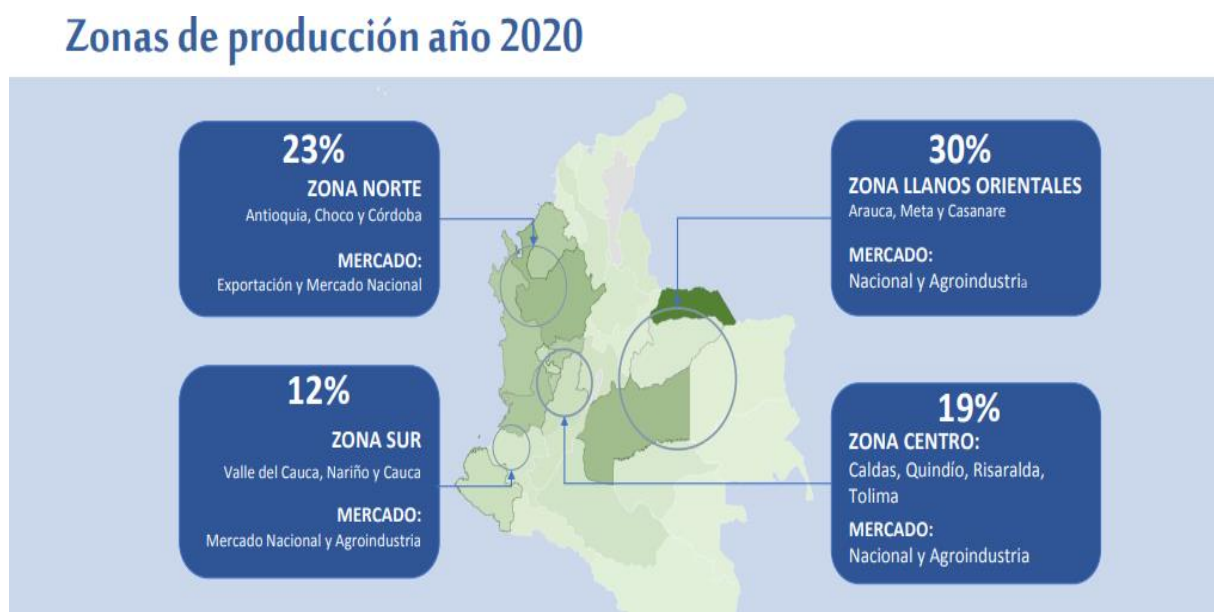 Zonas de producción año 2020
23%
ZONA NORTE
Antioquia, Choco y Córdoba
MERCADO:
Exportación y Mercado Nacional
30%
ZONA LLANOS ORIENTALES
Arauca, Meta y Casanare
MERCADO:
Nacional y Agroindustria
12%
ZONA SUR
Valle del Cauca, Nariño y Cauca
MERCADO:
Mercado Nacional y Agroindustria
19%
ZONA CENTRO:
Caldas, Quindío, Risaralda,
Tolima
MERCADO:
Nacional y Agroindustria